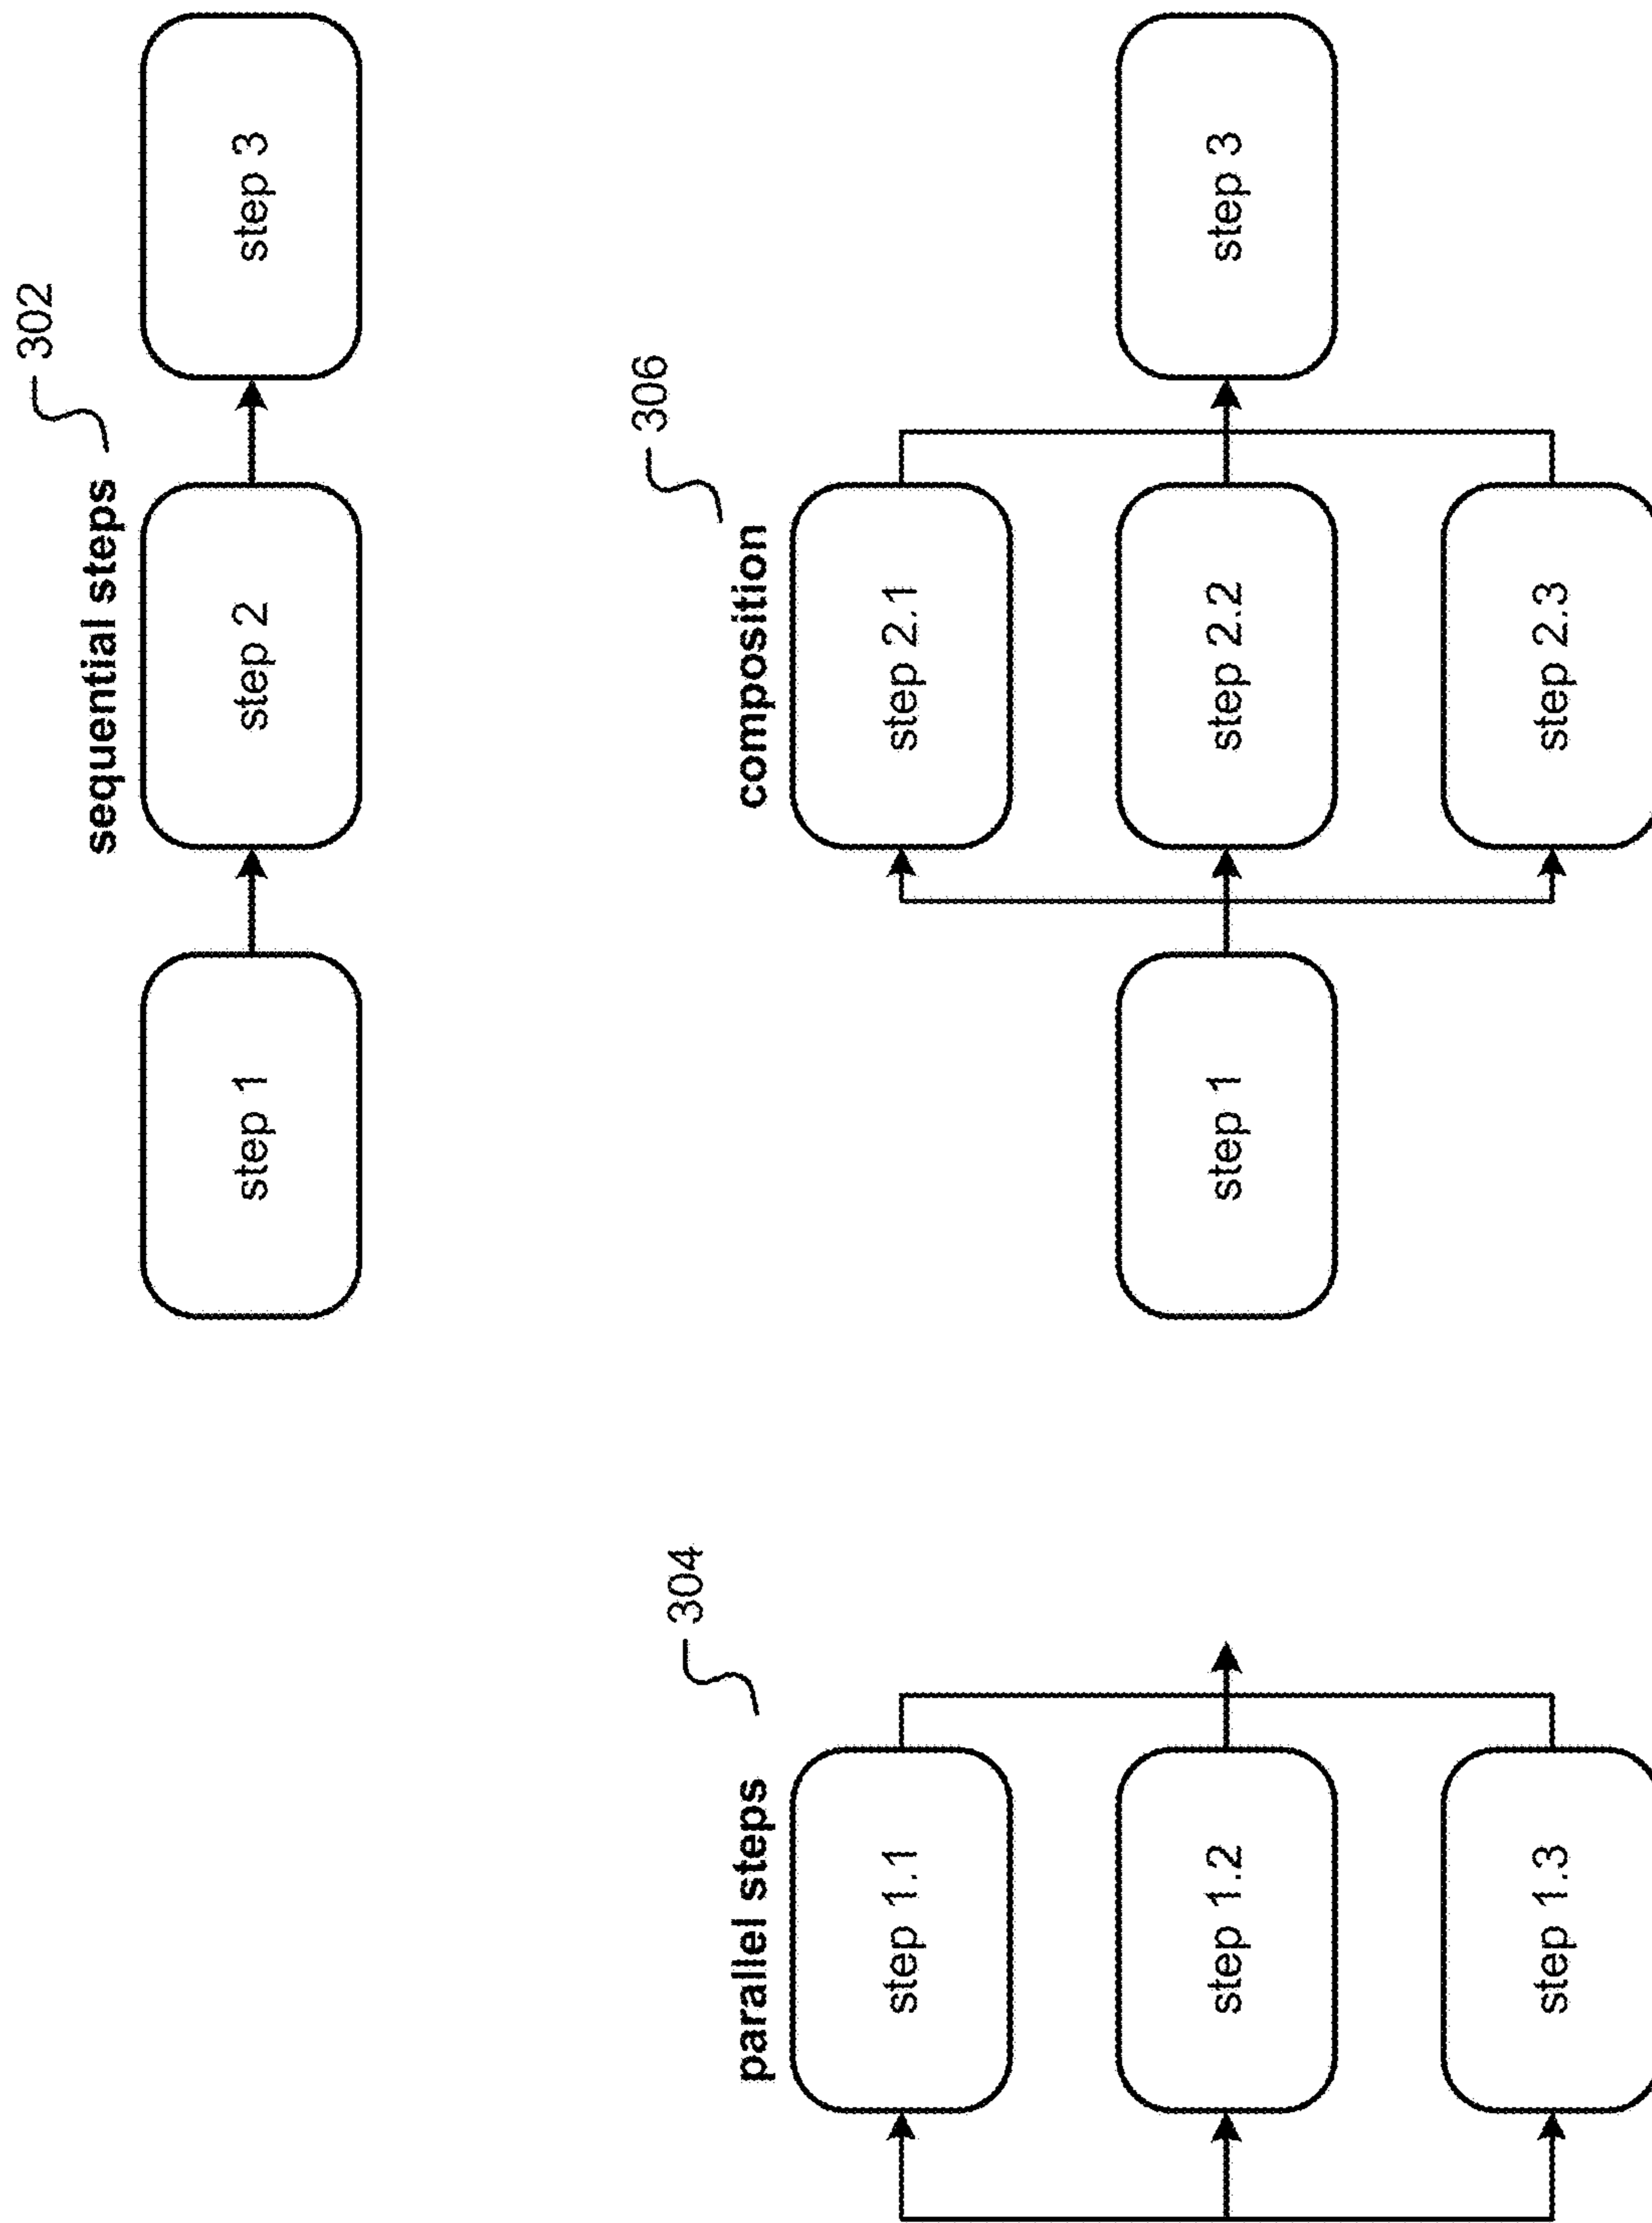 302
sequential steps
step 1
step 2
step 3
304
parallel steps
step 1.1
step 1.2
step 1.3
306
composition
step 1
step 2.1
step 2.2
step 2.3
step 3